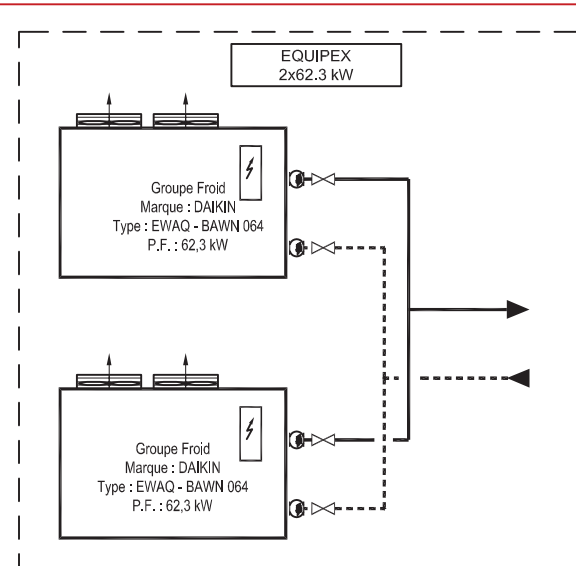 EQUIPEX
2x62.3 kW
Groupe Froid
Marque : DAIKIN
Type : EWAQ - BAWN 064
P.F. : 62,3 kW
Groupe Froid
Marque : DAIKIN
Type : EWAQ - BAWN 064
P.F. : 62,3 kW